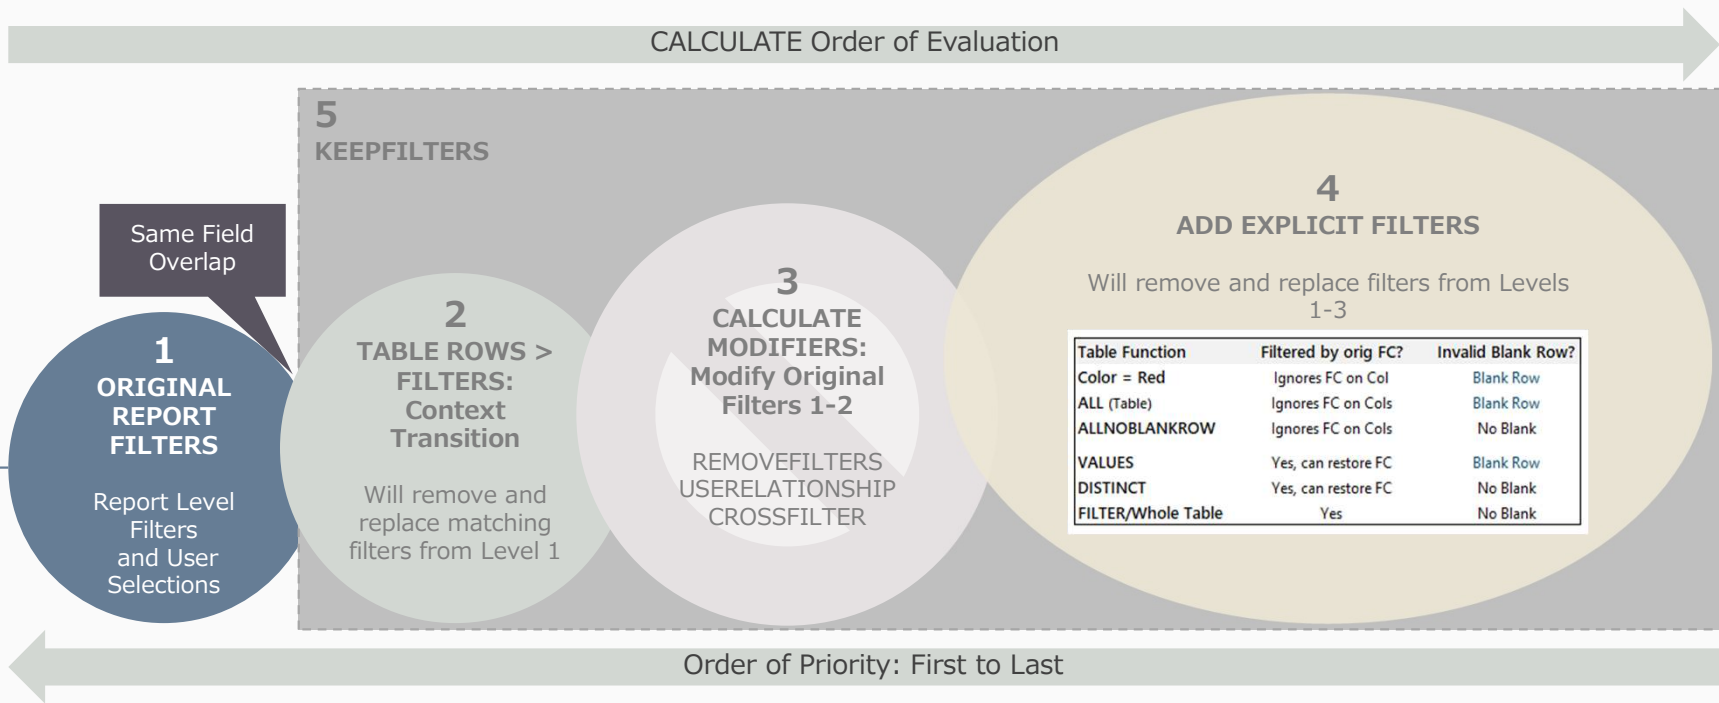 CALCULATE Order of Evaluation
5
KEEPFILTERS
Same Field
Overlap
1
ORIGINAL
REPORT
FILTERS
Report Level
Filters
and User
Selections
2
TABLE ROWS >
FILTERS:
Context
Transition
Will remove and
replace matching
filters from Level 1
3
CALCULATE
MODIFIERS:
Modify Original
Filters 1-2
REMOVEFILTERS
USERELATIONSHIP
CROSSFILTER
4
ADD EXPLICIT FILTERS
Will remove and replace filters from Levels
1-3
Table Function Filtered by orig FC? Invalid Blank Row?
Color = Red Ignores FC on Col Blank Row
ALL (Table) Ignores FC on Cols Blank Row
ALLNOBLANKROW Ignores FC on Cols No Blank
VALUES Yes, can restore FC Blank Row
DISTINCT Yes, can restore FC No Blank
FILTER/Whole Table Yes No Blank
Order of Priority: First to Last